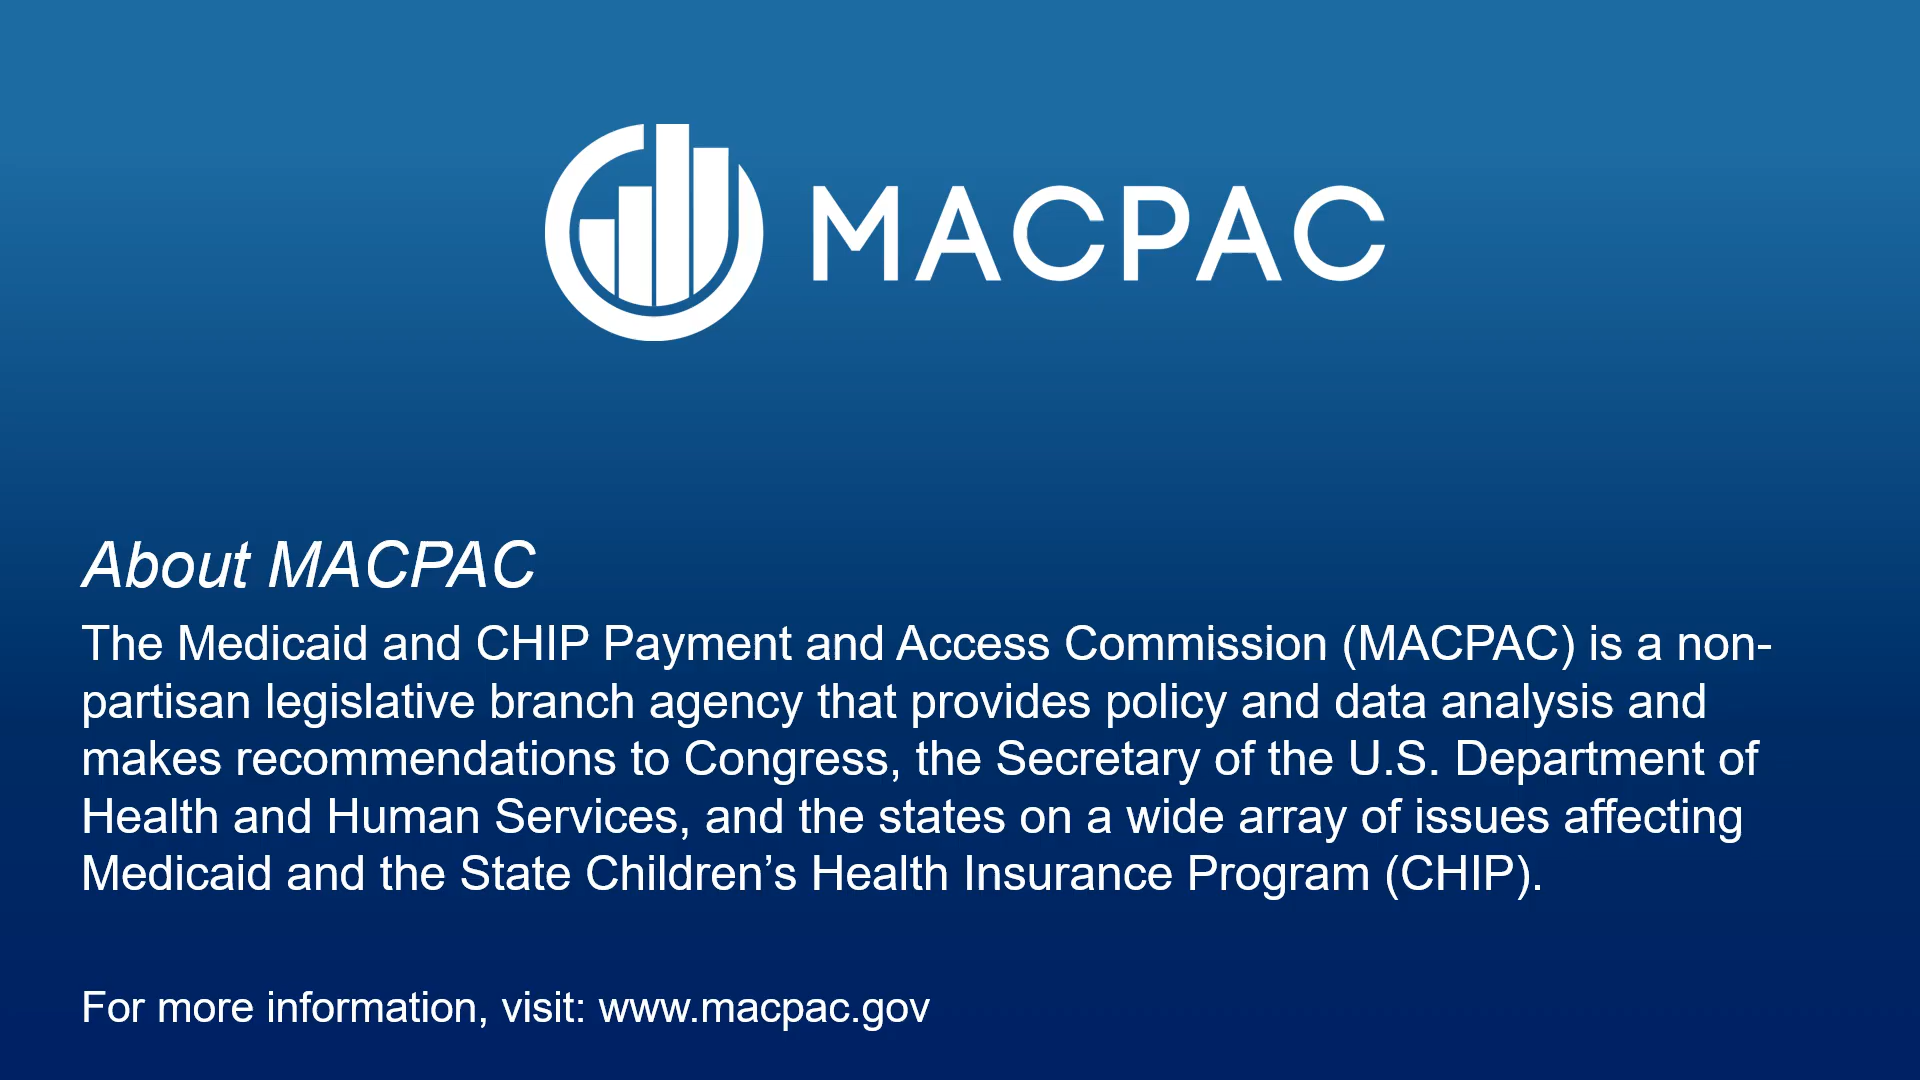 MACPAC
About MACPAC
The Medicaid and CHIP Payment and Access Commission (MACPAC) is a non-
partisan legislative branch agency that provides policy and data analysis and
makes recommendations to Congress, the Secretary of the U.S. Department of
Health and Human Services, and the states on a wide array of issues affecting
Medicaid and the State Children’s Health Insurance Program (CHIP).
For more information, visit: www.macpac.gov